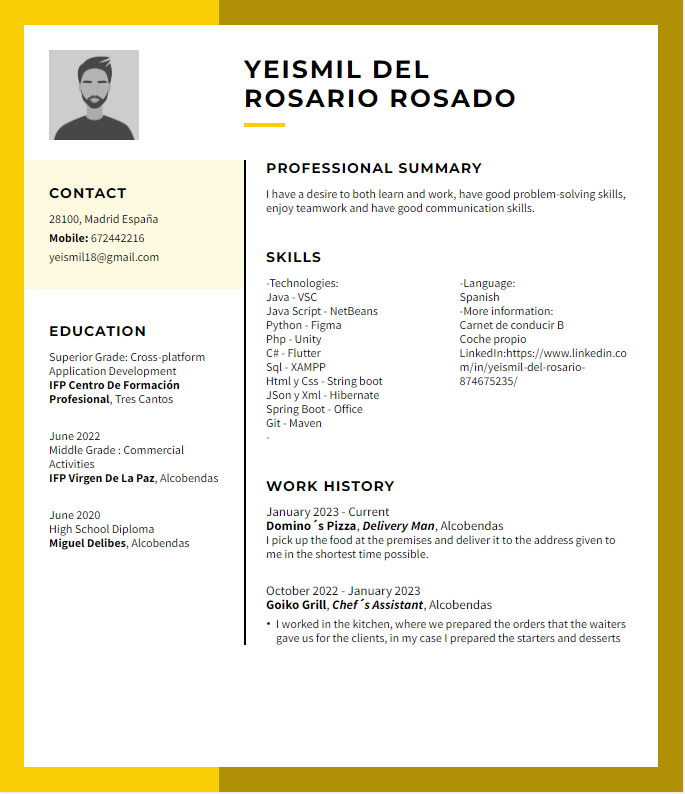 YEISMIL DEL
ROSARIO ROSADO
CONTACT
28100, Madrid España
Mobile: 672442216
yeismil18@gmail.com
EDUCATION
Superior Grade: Cross-platform
Application Development
IFP Centro De Formación
Profesional, Tres Cantos
June 2022
Middle Grade : Commercial
Activities
IFP Virgen De La Paz, Alcobendas
June 2020
High School Diploma
Miguel Delibes, Alcobendas
PROFESSIONAL SUMMARY
I have a desire to both learn and work, have good problem-solving skills,
enjoy teamwork and have good communication skills.
SKILLS
-Technologies:
Java - VSC
Java Script - NetBeans
Python - Figma
Php - Unity
C# - Flutter
Sql - XAMPP
Html y Css - String boot
JSon y Xml - Hibernate
Spring Boot - Office
Git - Maven
-
-Language:
Spanish
-More information:
Carnet de conducir B
Coche propio
LinkedIn:https://www.linkedin.co
m/in/yeismil-del-rosario-
874675235/
WORK HISTORY
January 2023 - Current
Domino´s Pizza, Delivery Man, Alcobendas
I pick up the food at the premises and deliver it to the address given to
me in the shortest time possible.
October 2022 - January 2023
Goiko Grill, Chef´s Assistant, Alcobendas
• I worked in the kitchen, where we prepared the orders that the waiters
gave us for the clients, in my case I prepared the starters and desserts